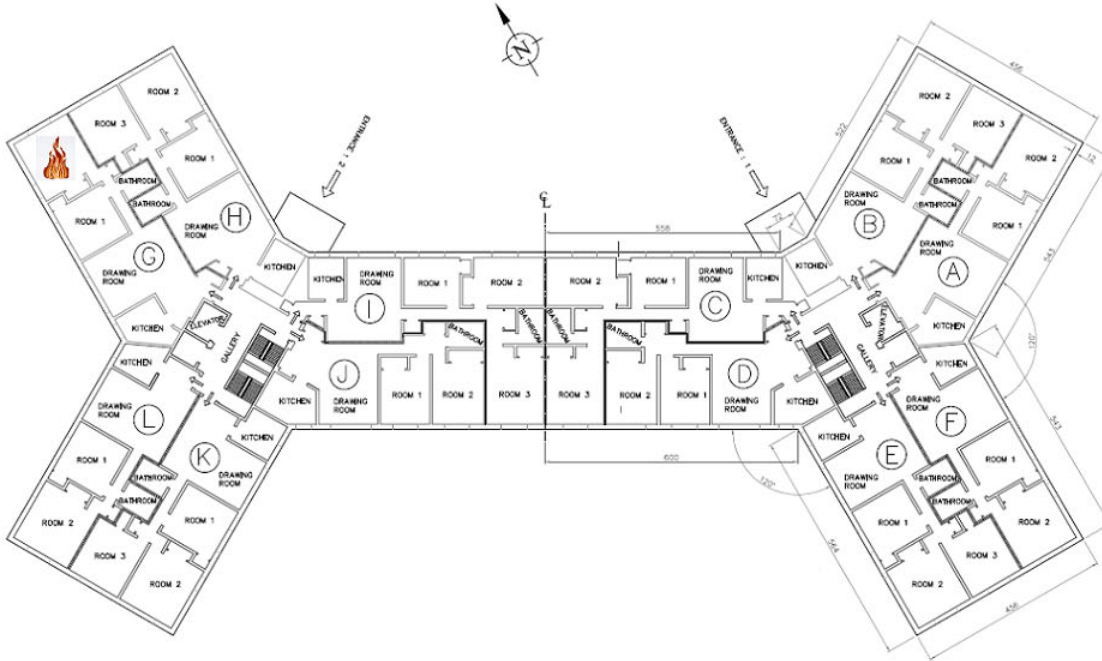 N
ENTRANCE : 2
ENTRANCE : 1
ROOM 2
ROOM 3
ROOM 1
BATHROOM
BATHROOM
ROOM 1
H
DRAWING
ROOM
G
DRAWING
ROOM
KITCHEN
KITCHEN
ELEVATOR
GALLERY
KITCHEN
DRAWING
ROOM
I
ROOM 1
ROOM 2
BATHROOM
J
KITCHEN
DRAWING
ROOM
ROOM 1
ROOM 2
BATHROOM
ROOM 3
KITCHEN
DRAWING
ROOM
L
KITCHEN
K
DRAWING
ROOM
ROOM 1
BATHROOM
BATHROOM
ROOM 1
ROOM 2
ROOM 3
ROOM 2
CL
558
ROOM 2
ROOM 1
DRAWING
ROOM
C
KITCHEN
BATHROOM
BATHROOM
ROOM 3
ROOM 2
ROOM 1
D
DRAWING
ROOM
KITCHEN
600
120°
456
522
12
72
ROOM 2
ROOM 3
ROOM 2
ROOM 1
BATHROOM
BATHROOM
ROOM 1
B
DRAWING
ROOM
DRAWING
ROOM
A
KITCHEN
KITCHEN
ELEVATOR
GALLERY
543
120°
543
KITCHEN
DRAWING
ROOM
F
KITCHEN
E
DRAWING
ROOM
ROOM 1
BATHROOM
BATHROOM
ROOM 1
ROOM 2
ROOM 3
ROOM 2
564
456